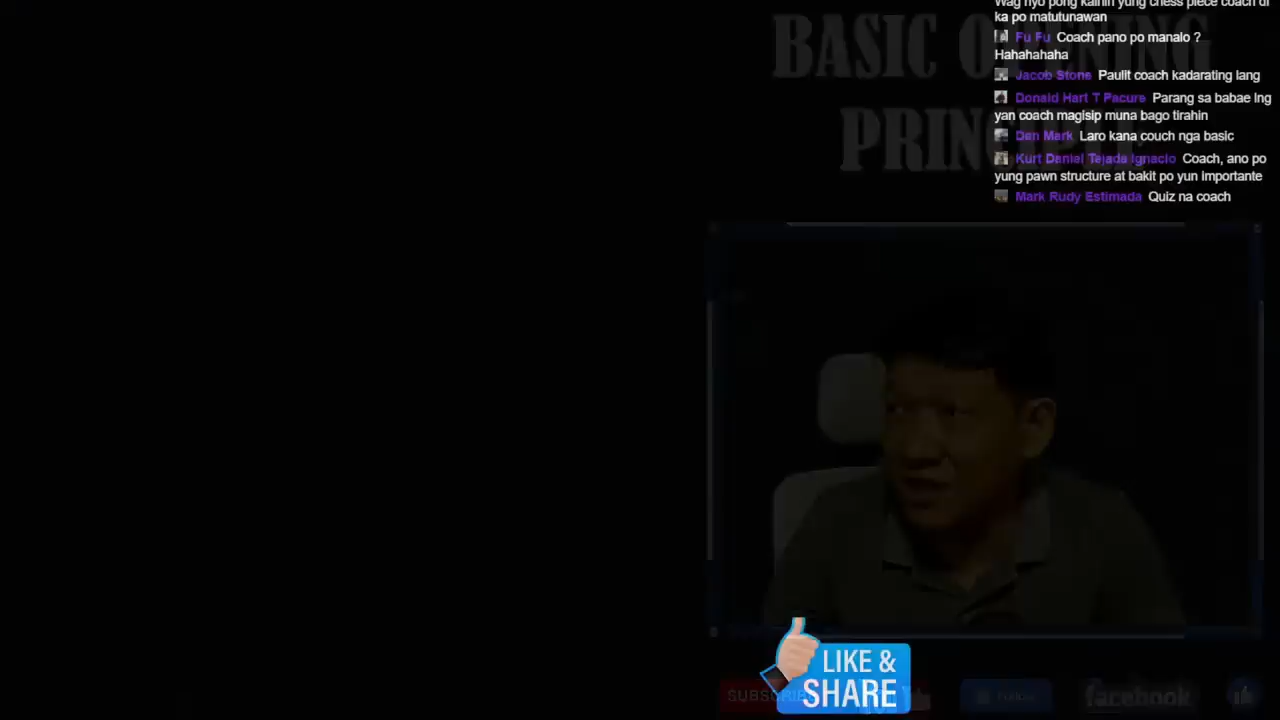 Wag nyo pong kainin yung chess piece coach di
ka po matutunawan
BASIC OPENING
PRINCIPLE
Fu Fu Coach pano po manalo ?
Hahahahaha
Jacob Stone Paulit coach kadarating lang
Donald Hart T Pacure Parang sa babae lng
yan coach magisip muna bago tirahin
Den Mark Laro kana couch nga basic
Kurt Daniel Tejada Ignacio Coach, ano po
yung pawn structure at bakit po yun importante
Mark Rudy Estimada Quiz na coach
LIKE &
SHARE
SUBSCRIBE
facebook